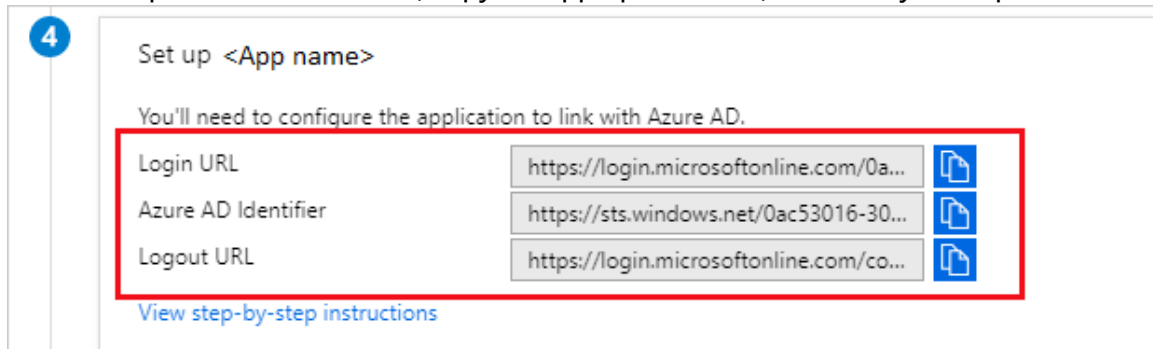 4
Set up <App name>
You'll need to configure the application to link with Azure AD.
Login URL https://login.microsoftonline.com/0a...
Azure AD Identifier https://sts.windows.net/0ac53016-30...
Logout URL https://login.microsoftonline.com/co...
View step-by-step instructions